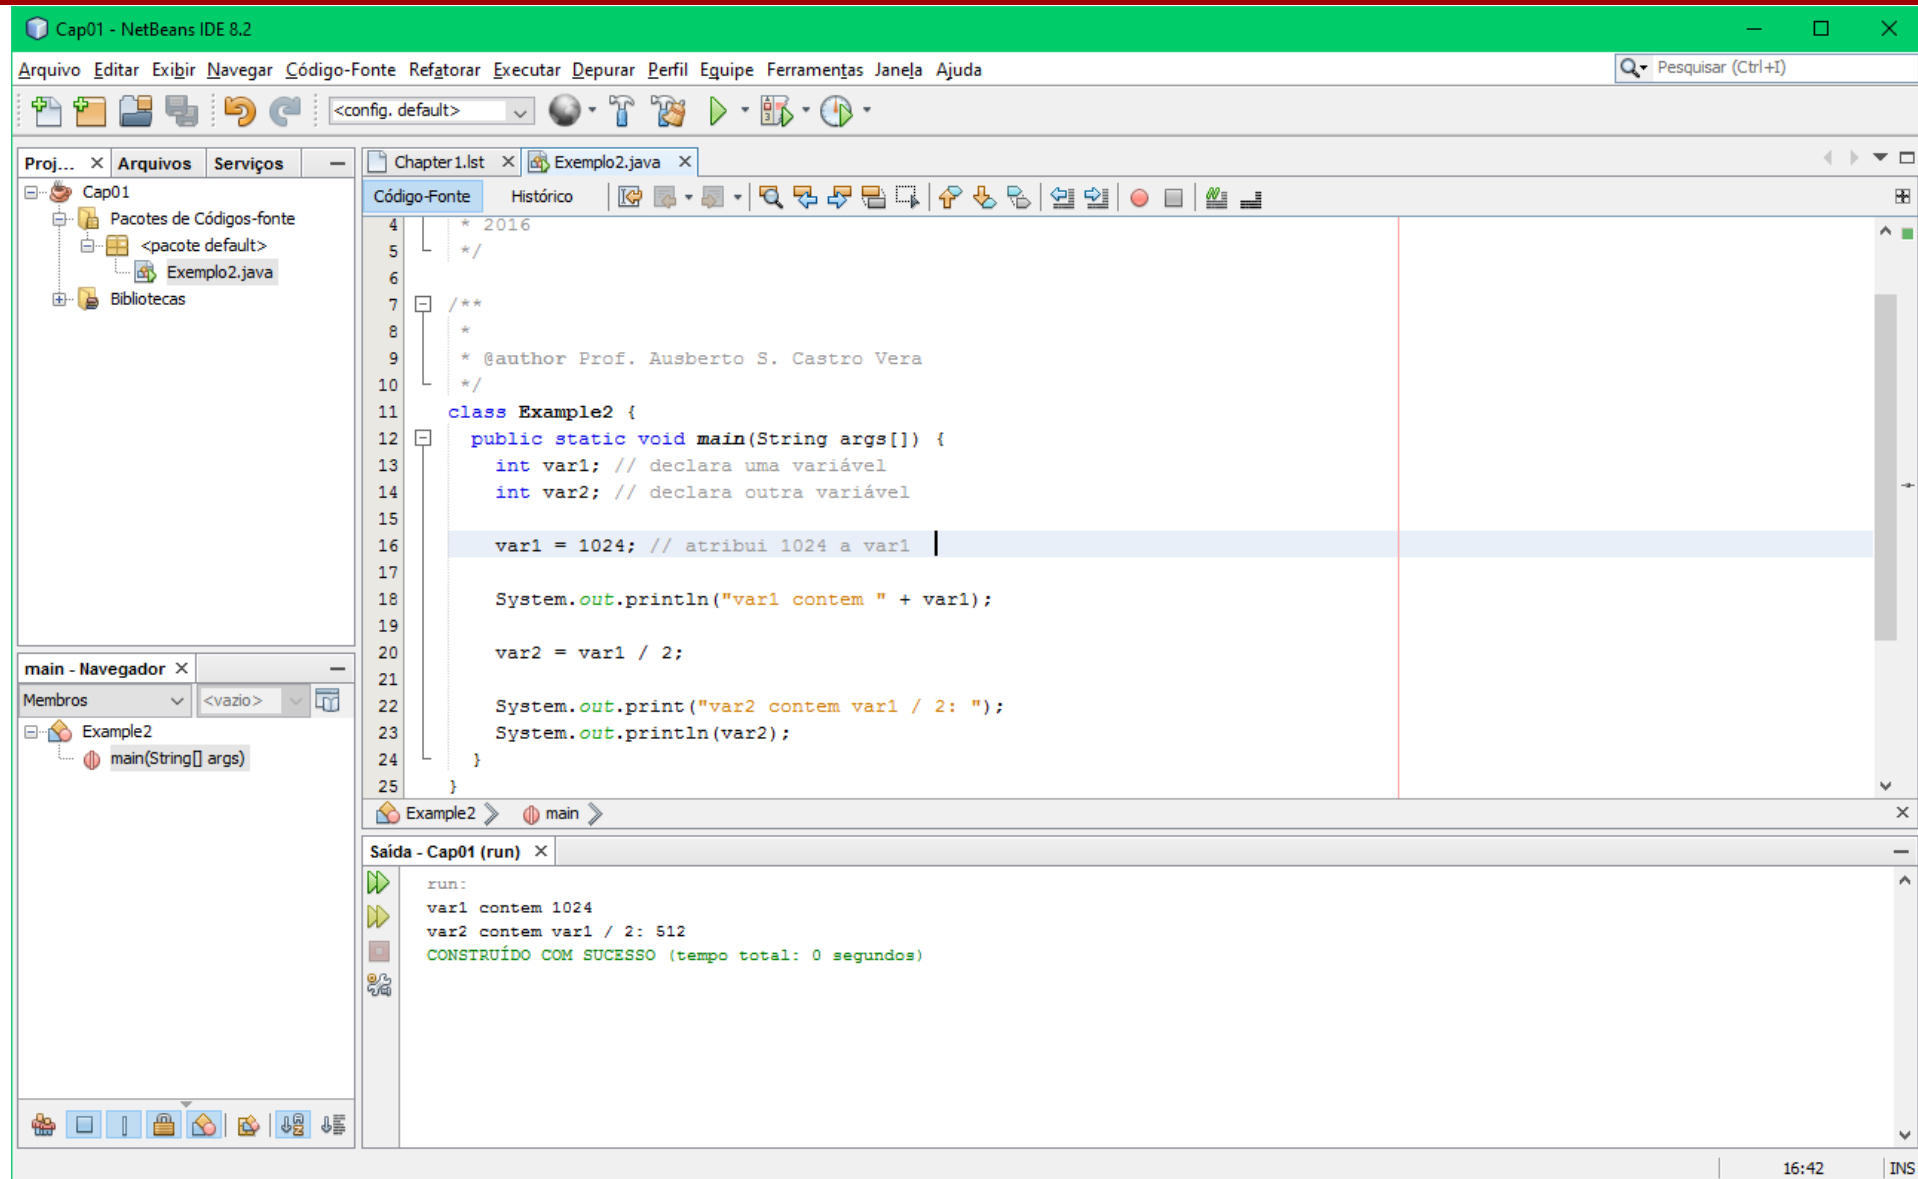 Cap01 - NetBeans IDE 8.2
Arquivo Editar Exibir Navegar Código-Fonte Refatorar Executar Depurar Perfil Equipe Ferramentas Janela Ajuda
Pesquisar (Ctrl+I)
<config. default>
Proj... Arquivos Serviços
Cap01
Pacotes de Códigos-fonte
<pacote default>
Exemplo2.java
Bibliotecas
main - Navegador
Membros <vazio>
Example2
main(String[] args)
Chapter1.lst Exemplo2.java
Código-Fonte Histórico
4 * 2016
5 */
6
7 /**
8 *
9 * @author Prof. Ausberto S. Castro Vera
10 */
11 class Example2 {
12 public static void main(String args[]) {
13 int var1; // declara uma variável
14 int var2; // declara outra variável
15
16 var1 = 1024; // atribui 1024 a var1
17
18 System.out.println("var1 contem " + var1);
19
20 var2 = var1 / 2;
21
22 System.out.print("var2 contem var1 / 2: ");
23 System.out.println(var2);
24 }
25 }
Example2 main
Saída - Cap01 (run)
run:
var1 contem 1024
var2 contem var1 / 2: 512
CONSTRUÍDO COM SUCESSO (tempo total: 0 segundos)
16:42 INS